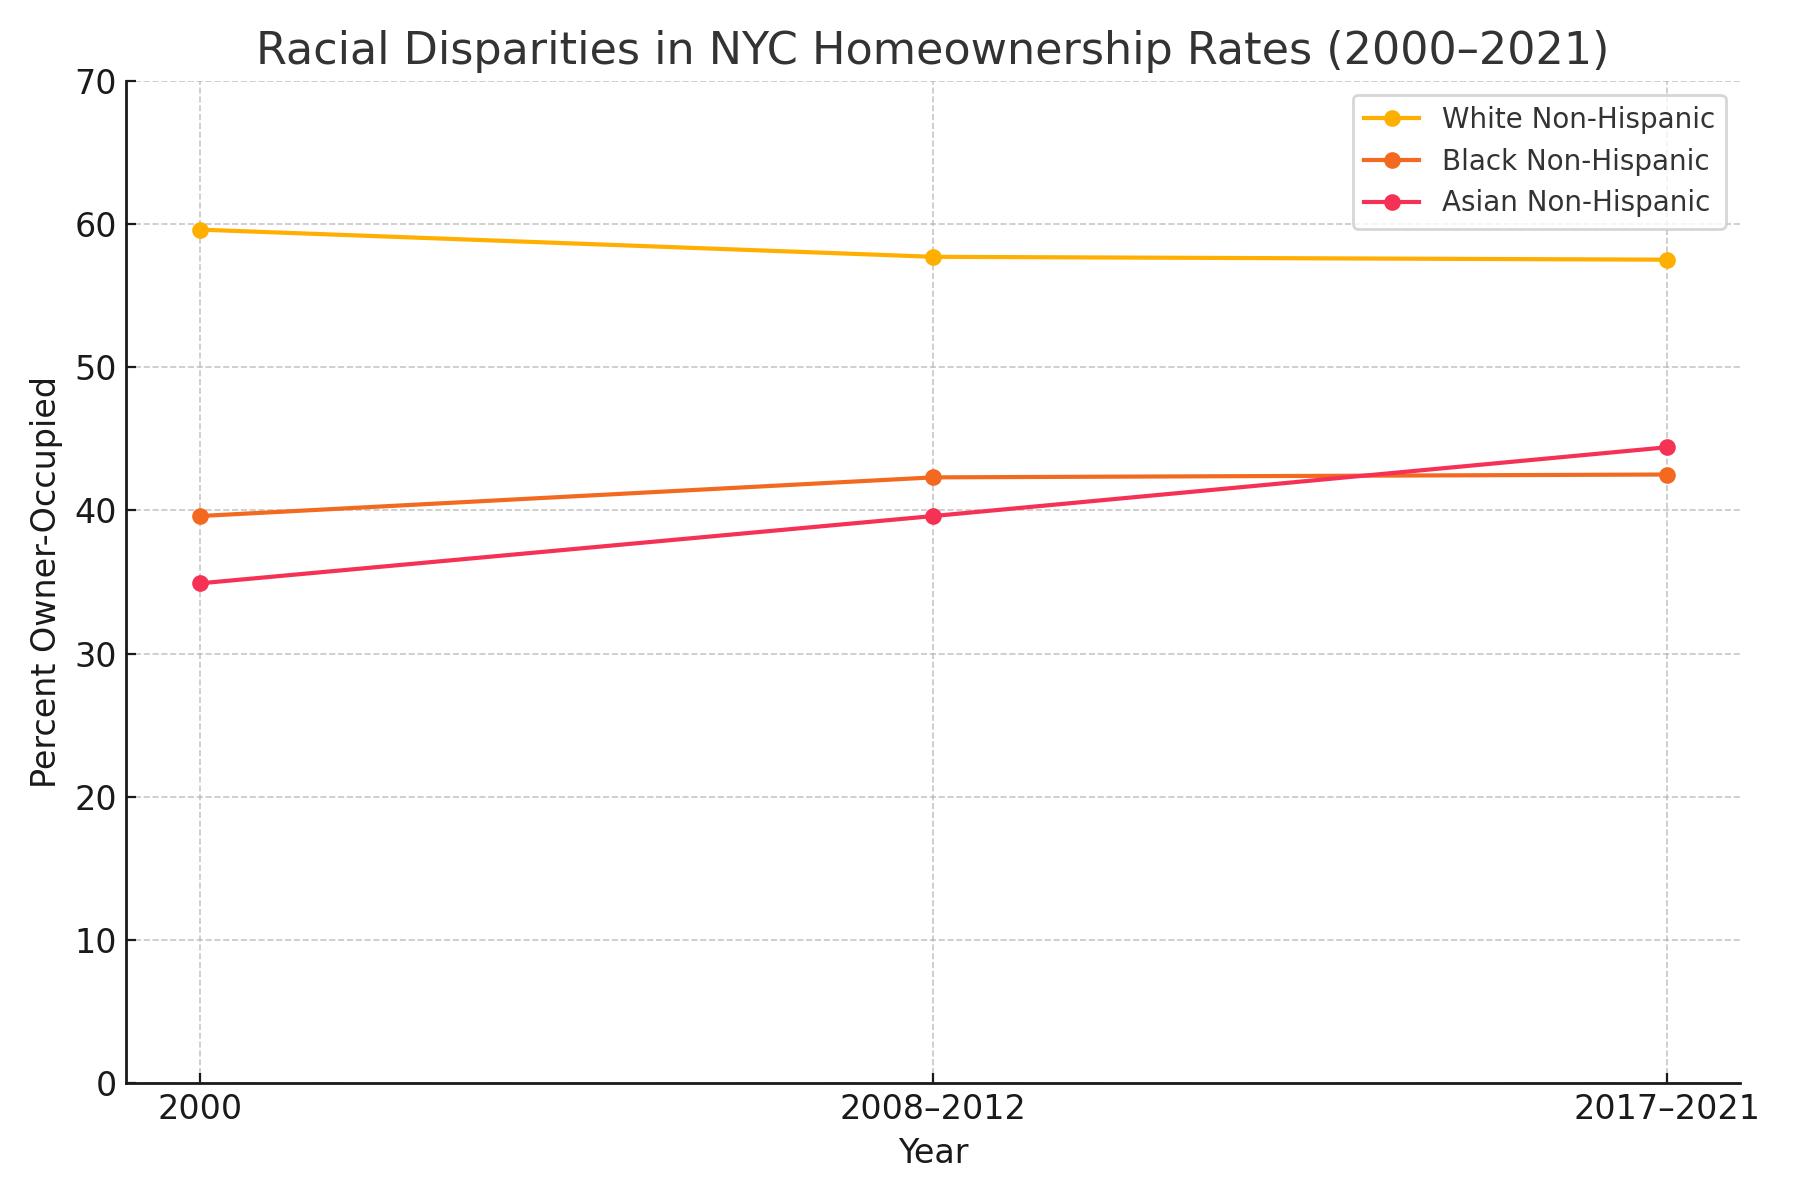 Racial Disparities in NYC Homeownership Rates (2000–2021)
70
60
50
40
30
20
10
0
Percent Owner-Occupied
White Non-Hispanic
Black Non-Hispanic
Asian Non-Hispanic
2000
2008–2012
2017–2021
Year